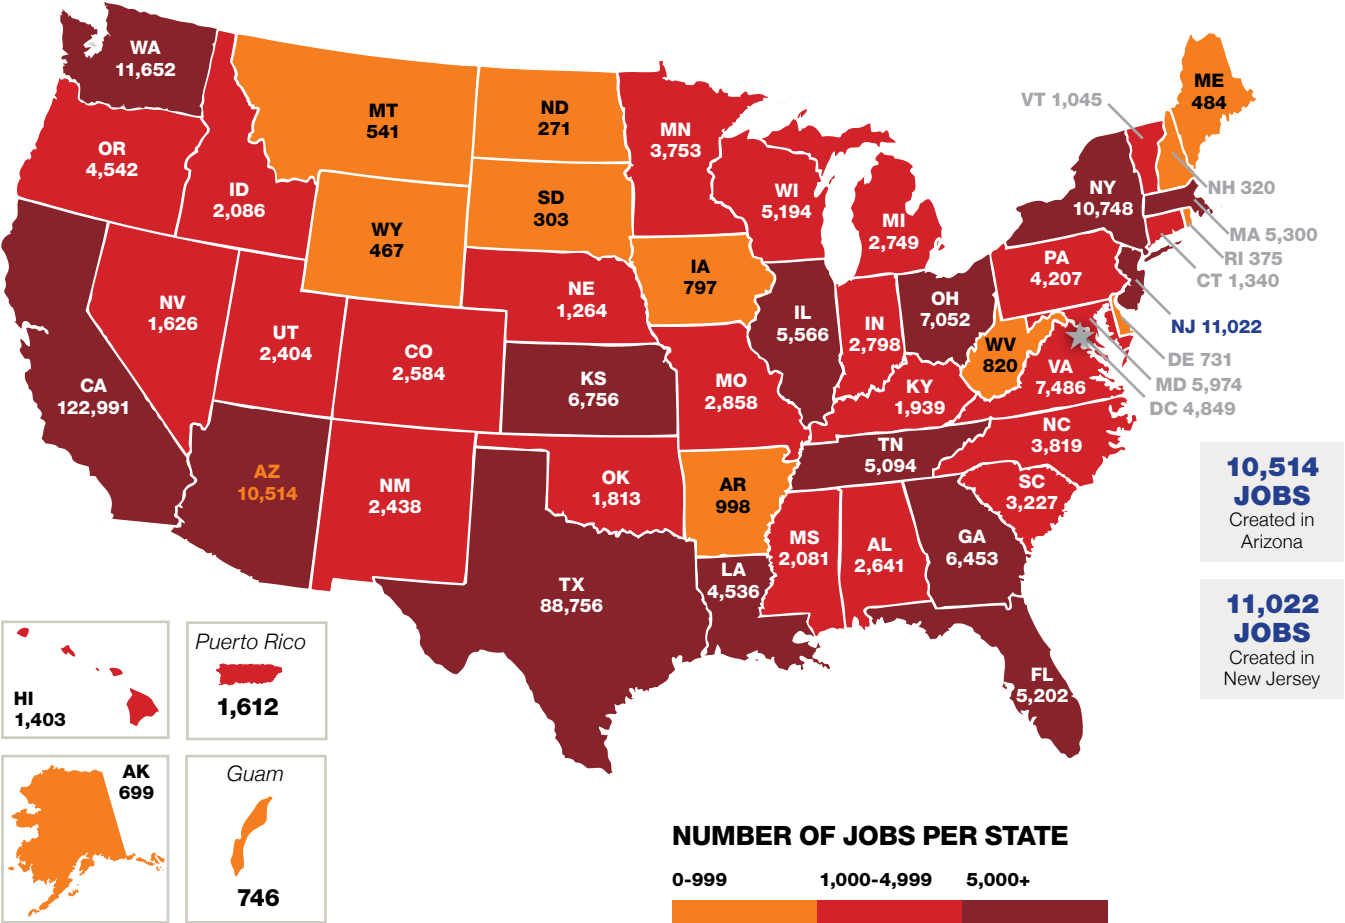 WA
11,652
MT
541
ND
271
MN
3,753
VT 1,045
ME
484
OR
4,542
ID
2,086
WY
467
SD
303
WI
5,194
MI
2,749
NY
10,748
NH 320
MA 5,300
RI 375
CT 1,340
NV
1,626
UT
2,404
CO
2,584
NE
1,264
IA
797
IL
5,566
IN
2,798
OH
7,052
PA
4,207
NJ 11,022
DE 731
MD 5,974
DC 4,849
CA
122,991
KS
6,756
MO
2,858
KY
1,939
WV
820
VA
7,486
AZ
10,514
NM
2,438
OK
1,813
AR
998
TN
5,094
NC
3,819
SC
3,227
TX
88,756
LA
4,536
MS
2,081
AL
2,641
GA
6,453
FL
5,202
10,514
JOBS
Created in
Arizona
11,022
JOBS
Created in
New Jersey
HI
1,403
Puerto Rico
1,612
AK
699
Guam
746
NUMBER OF JOBS PER STATE
0-999 1,000-4,999 5,000+